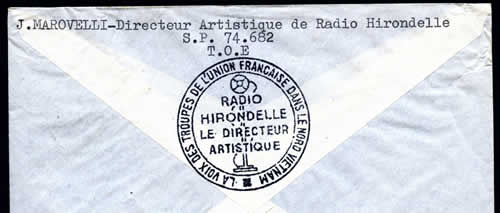 J.MAROVELLI-Directeur Artistique de Radio Hirondelle
S.P. 74.682
T.O.E
LA VOIX DES TROUPES DE L'UNION FRANÇAISE DANS LE NORD VIETNAM
RADIO
HIRONDELLE
LE DIRECTEUR
ARTISTIQUE